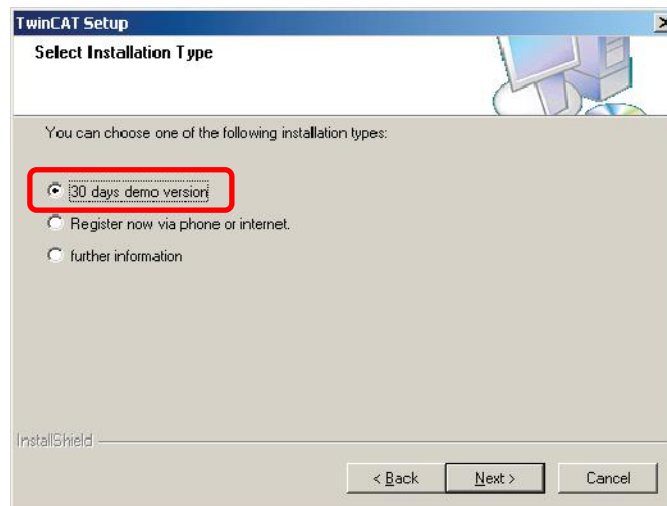 TwinCAT Setup
Select Installation Type
You can choose one of the following installation types:
30 days demo version
Register now via phone or internet.
further information
InstallShield
< Back Next > Cancel